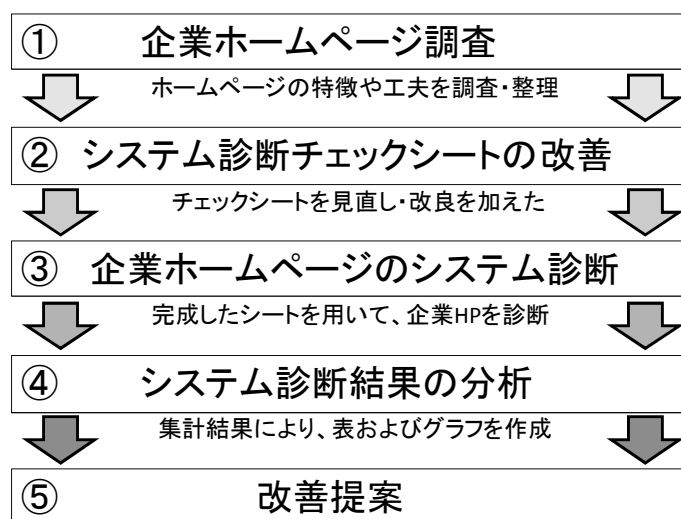 ① 企業ホームページ調査
ホームページの特徴や工夫を調査・整理
② システム診断チェックシートの改善
チェックシートを見直し・改良を加えた
③ 企業ホームページのシステム診断
完成したシートを用いて、企業HPを診断
④ システム診断結果の分析
集計結果により、表およびグラフを作成
⑤ 改善提案